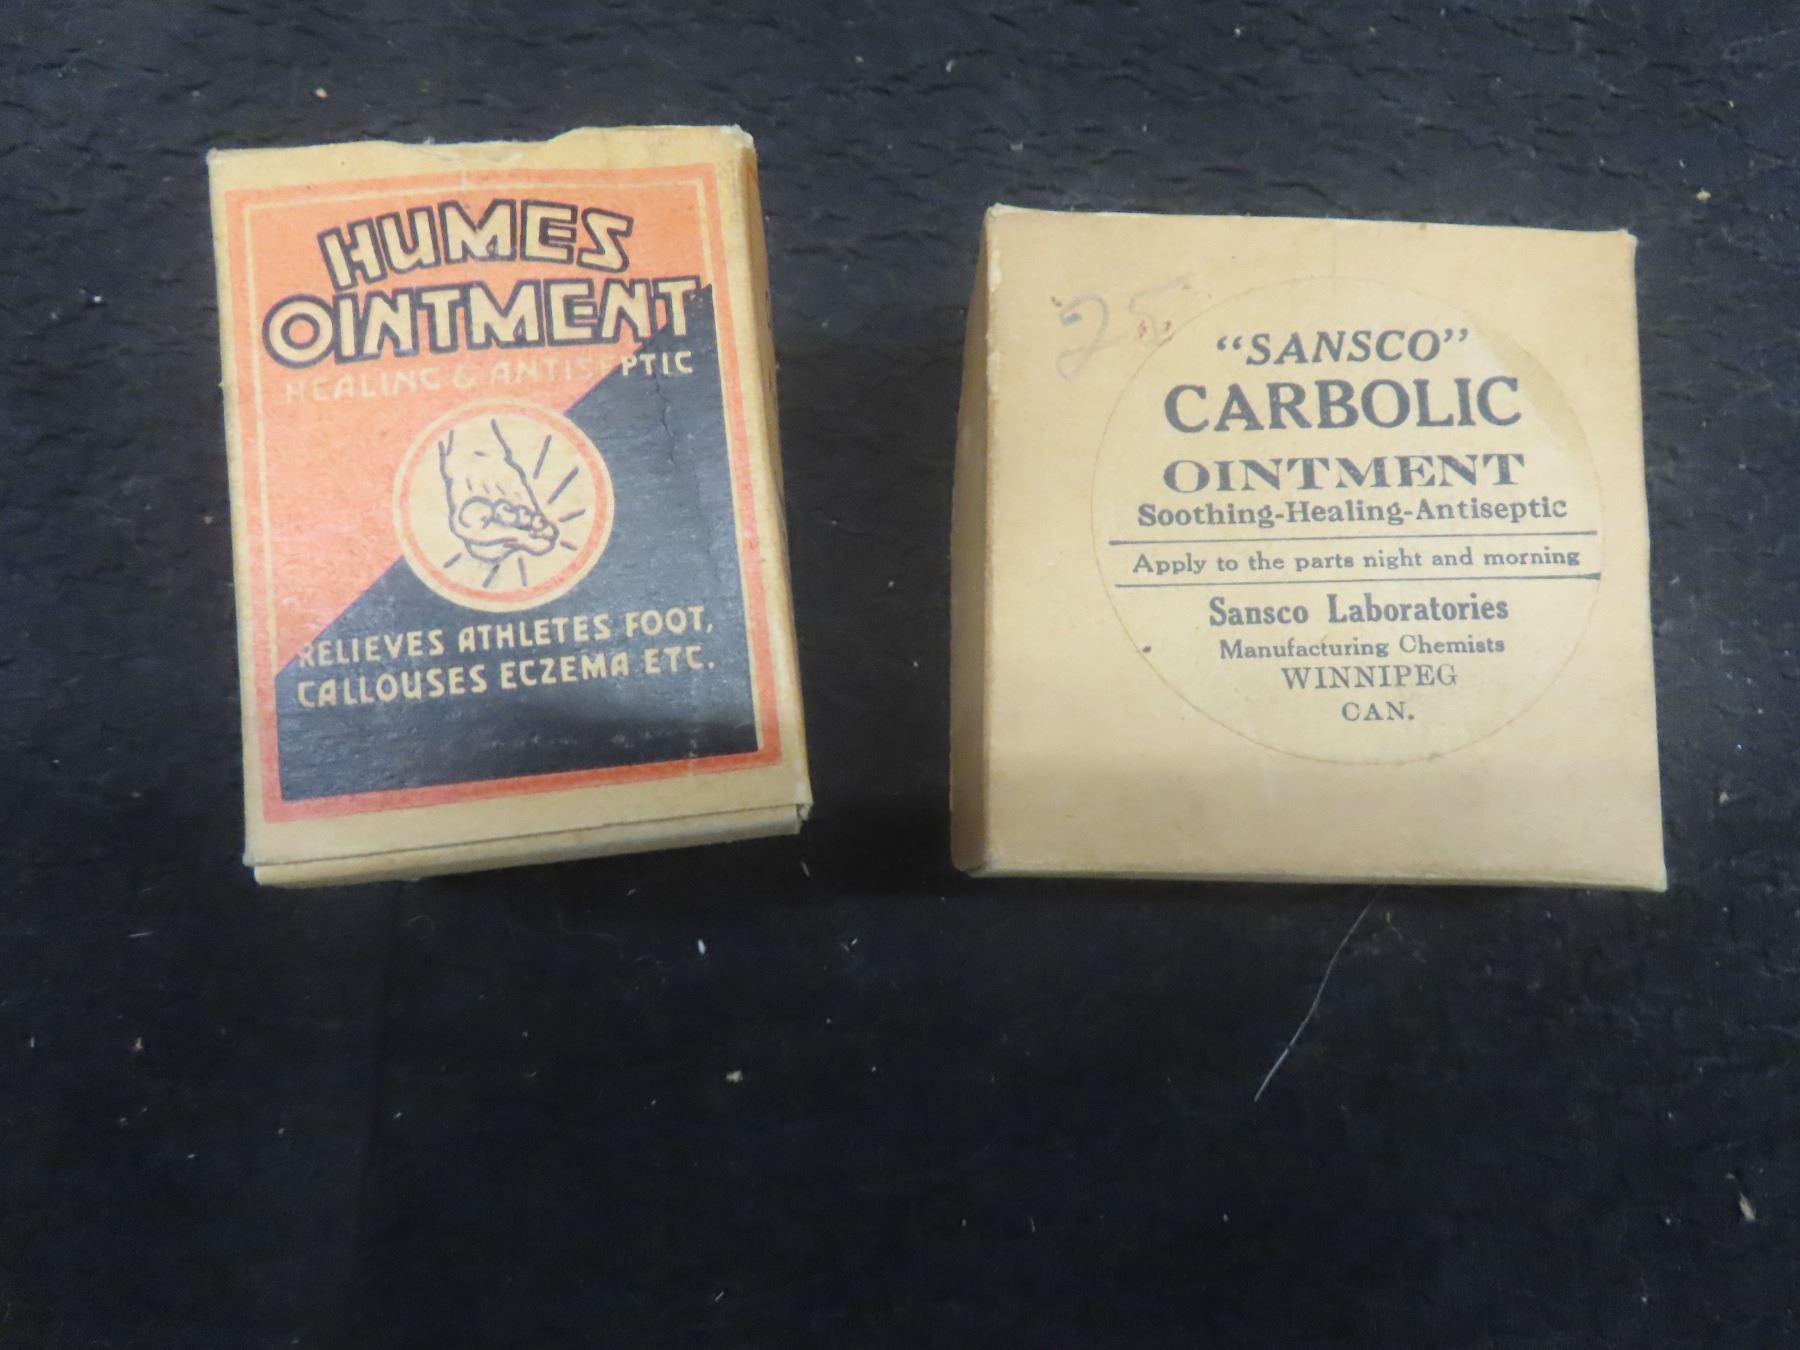 HUMES
OINTMENT
HEALING & ANTISEPTIC
RELIEVES ATHLETES FOOT,
CALLOUSES ECZEMA ETC.
25
"SANSCO"
CARBOLIC
OINTMENT
Soothing-Healing-Antiseptic
Apply to the parts night and morning
Sansco Laboratories
Manufacturing Chemists
WINNIPEG
CAN.